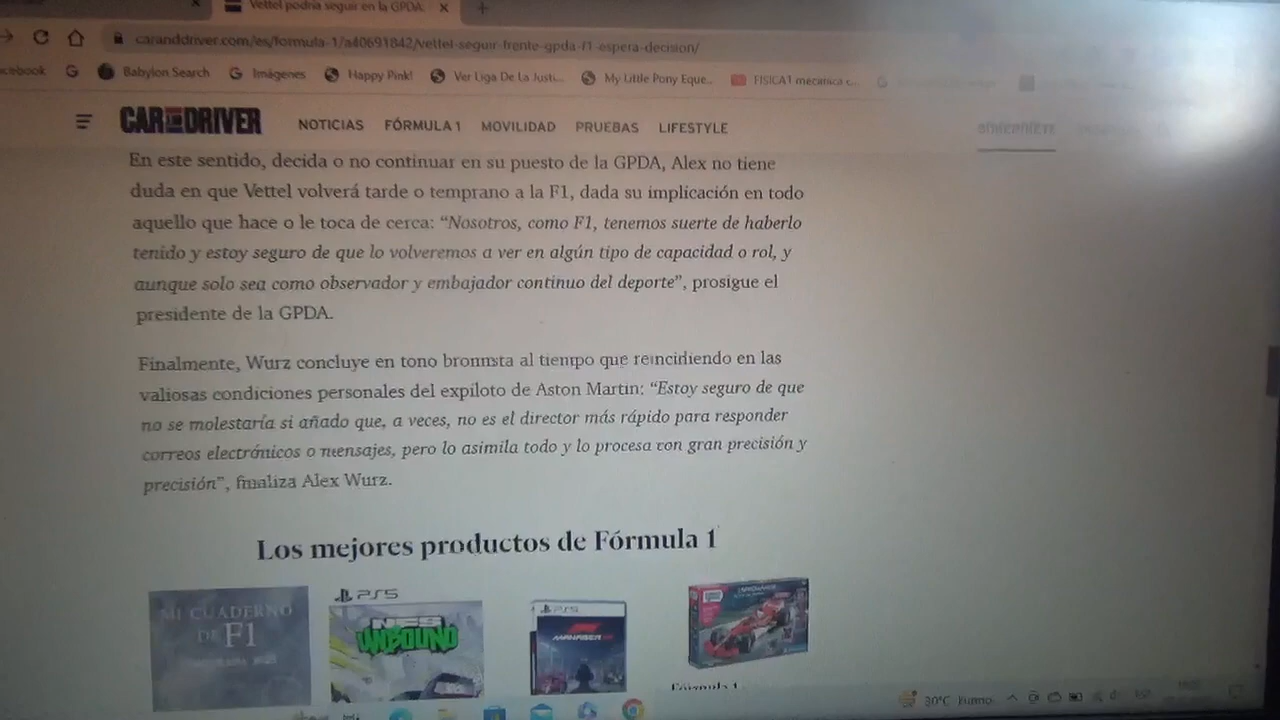 Vettel podría seguir en la GPDA
caranddriver.com/es/formula-1/a40691842/vettel-seguir-frente-gpda-f1-espera-decision/
Babylon Search Imágenes Happy Pink! Ver Liga De La Justi... My Little Pony Eque... FISICA1 mecanica c...
CAR AND DRIVER NOTICIAS FÓRMULA 1 MOVILIDAD PRUEBAS LIFESTYLE
En este sentido, decida o no continuar en su puesto de la GPDA, Alex no tiene
duda en que Vettel volverá tarde o temprano a la F1, dada su implicación en todo
aquello que hace o le toca de cerca: “Nosotros, como F1, tenemos suerte de haberlo
tenido y estoy seguro de que lo volveremos a ver en algún tipo de capacidad o rol, y
aunque solo sea como observador y embajador continuo del deporte”, prosigue el
presidente de la GPDA.
Finalmente, Wurz concluye en tono bromista al tiempo que reincidiendo en las
valiosas condiciones personales del expiloto de Aston Martin: “Estoy seguro de que
no se molestaría si añado que, a veces, no es el director más rápido para responder
correos electrónicos o mensajes, pero lo asimila todo y lo procesa con gran precisión y
precisión”, finaliza Alex Wurz.
Los mejores productos de Fórmula 1
MI CUADERNO
DE F1
PS5
NFS
UNBOUND
PS5
MANAGER
Fórmula 1
30°C Humo